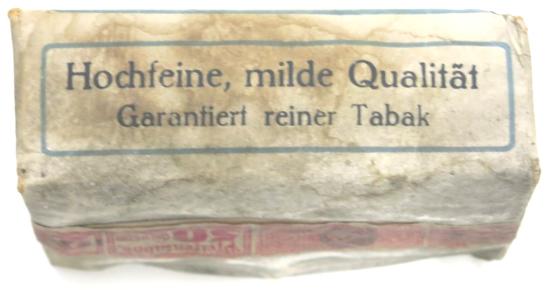 Hochfeine, milde Qualität
Garantiert reiner Tabak